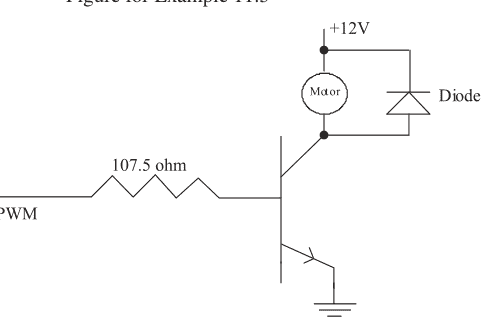 Figure for Example 11.3
+12V
Motor
Diode
107.5 ohm
PWM